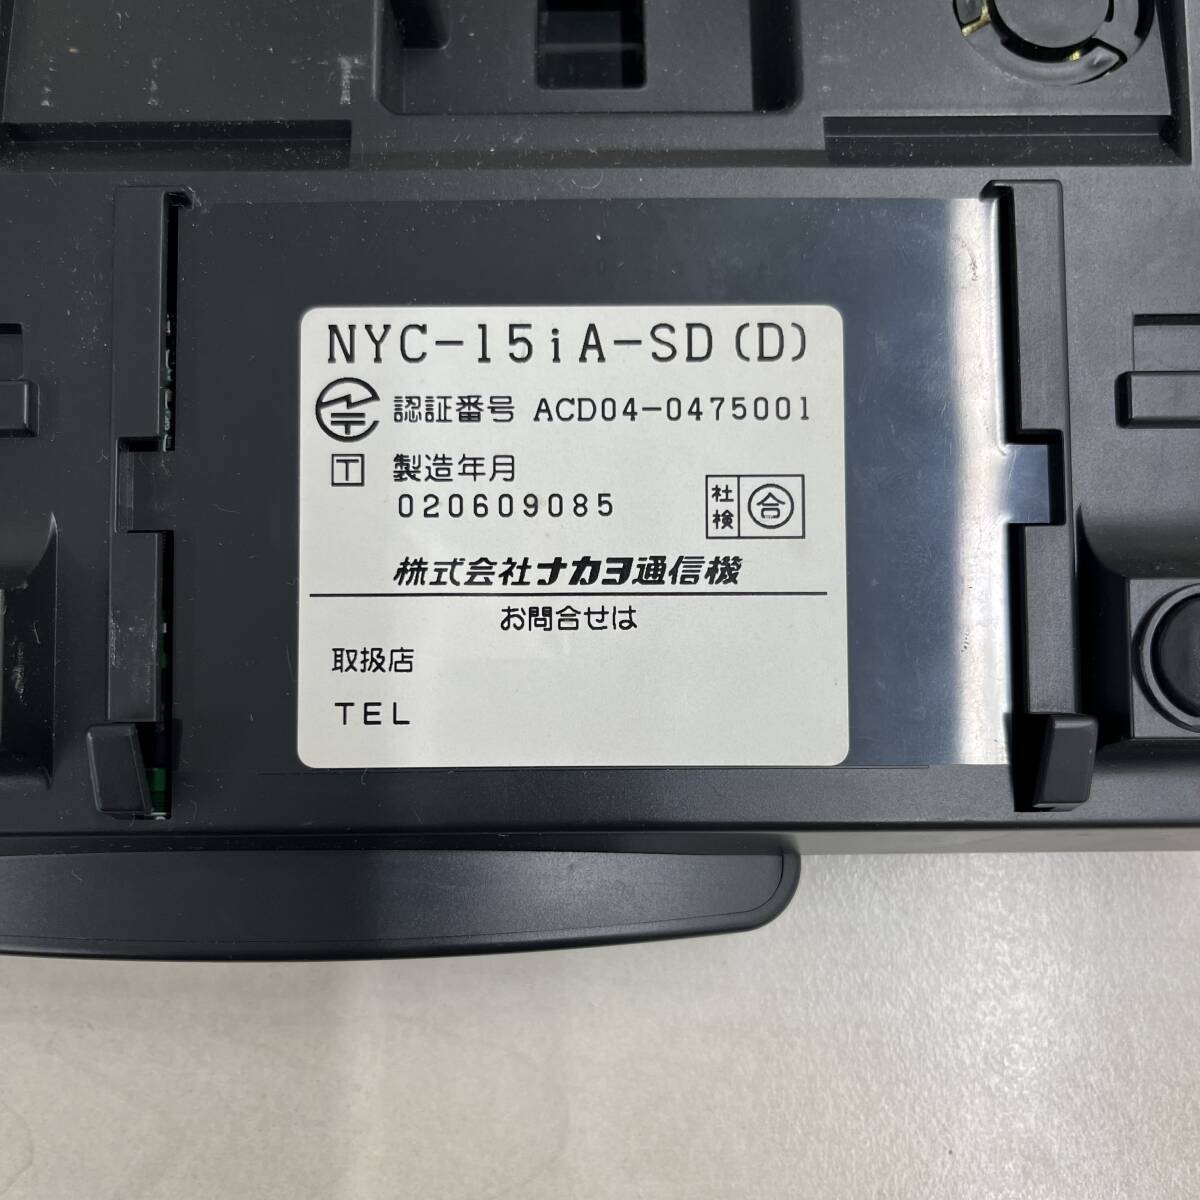 NYC-15iA-SD(D)
認証番号 ACD04-0475001
T 製造年月
020609085
社検 合
株式会社ナカヨ通信機
お問合せは
取扱店
TEL